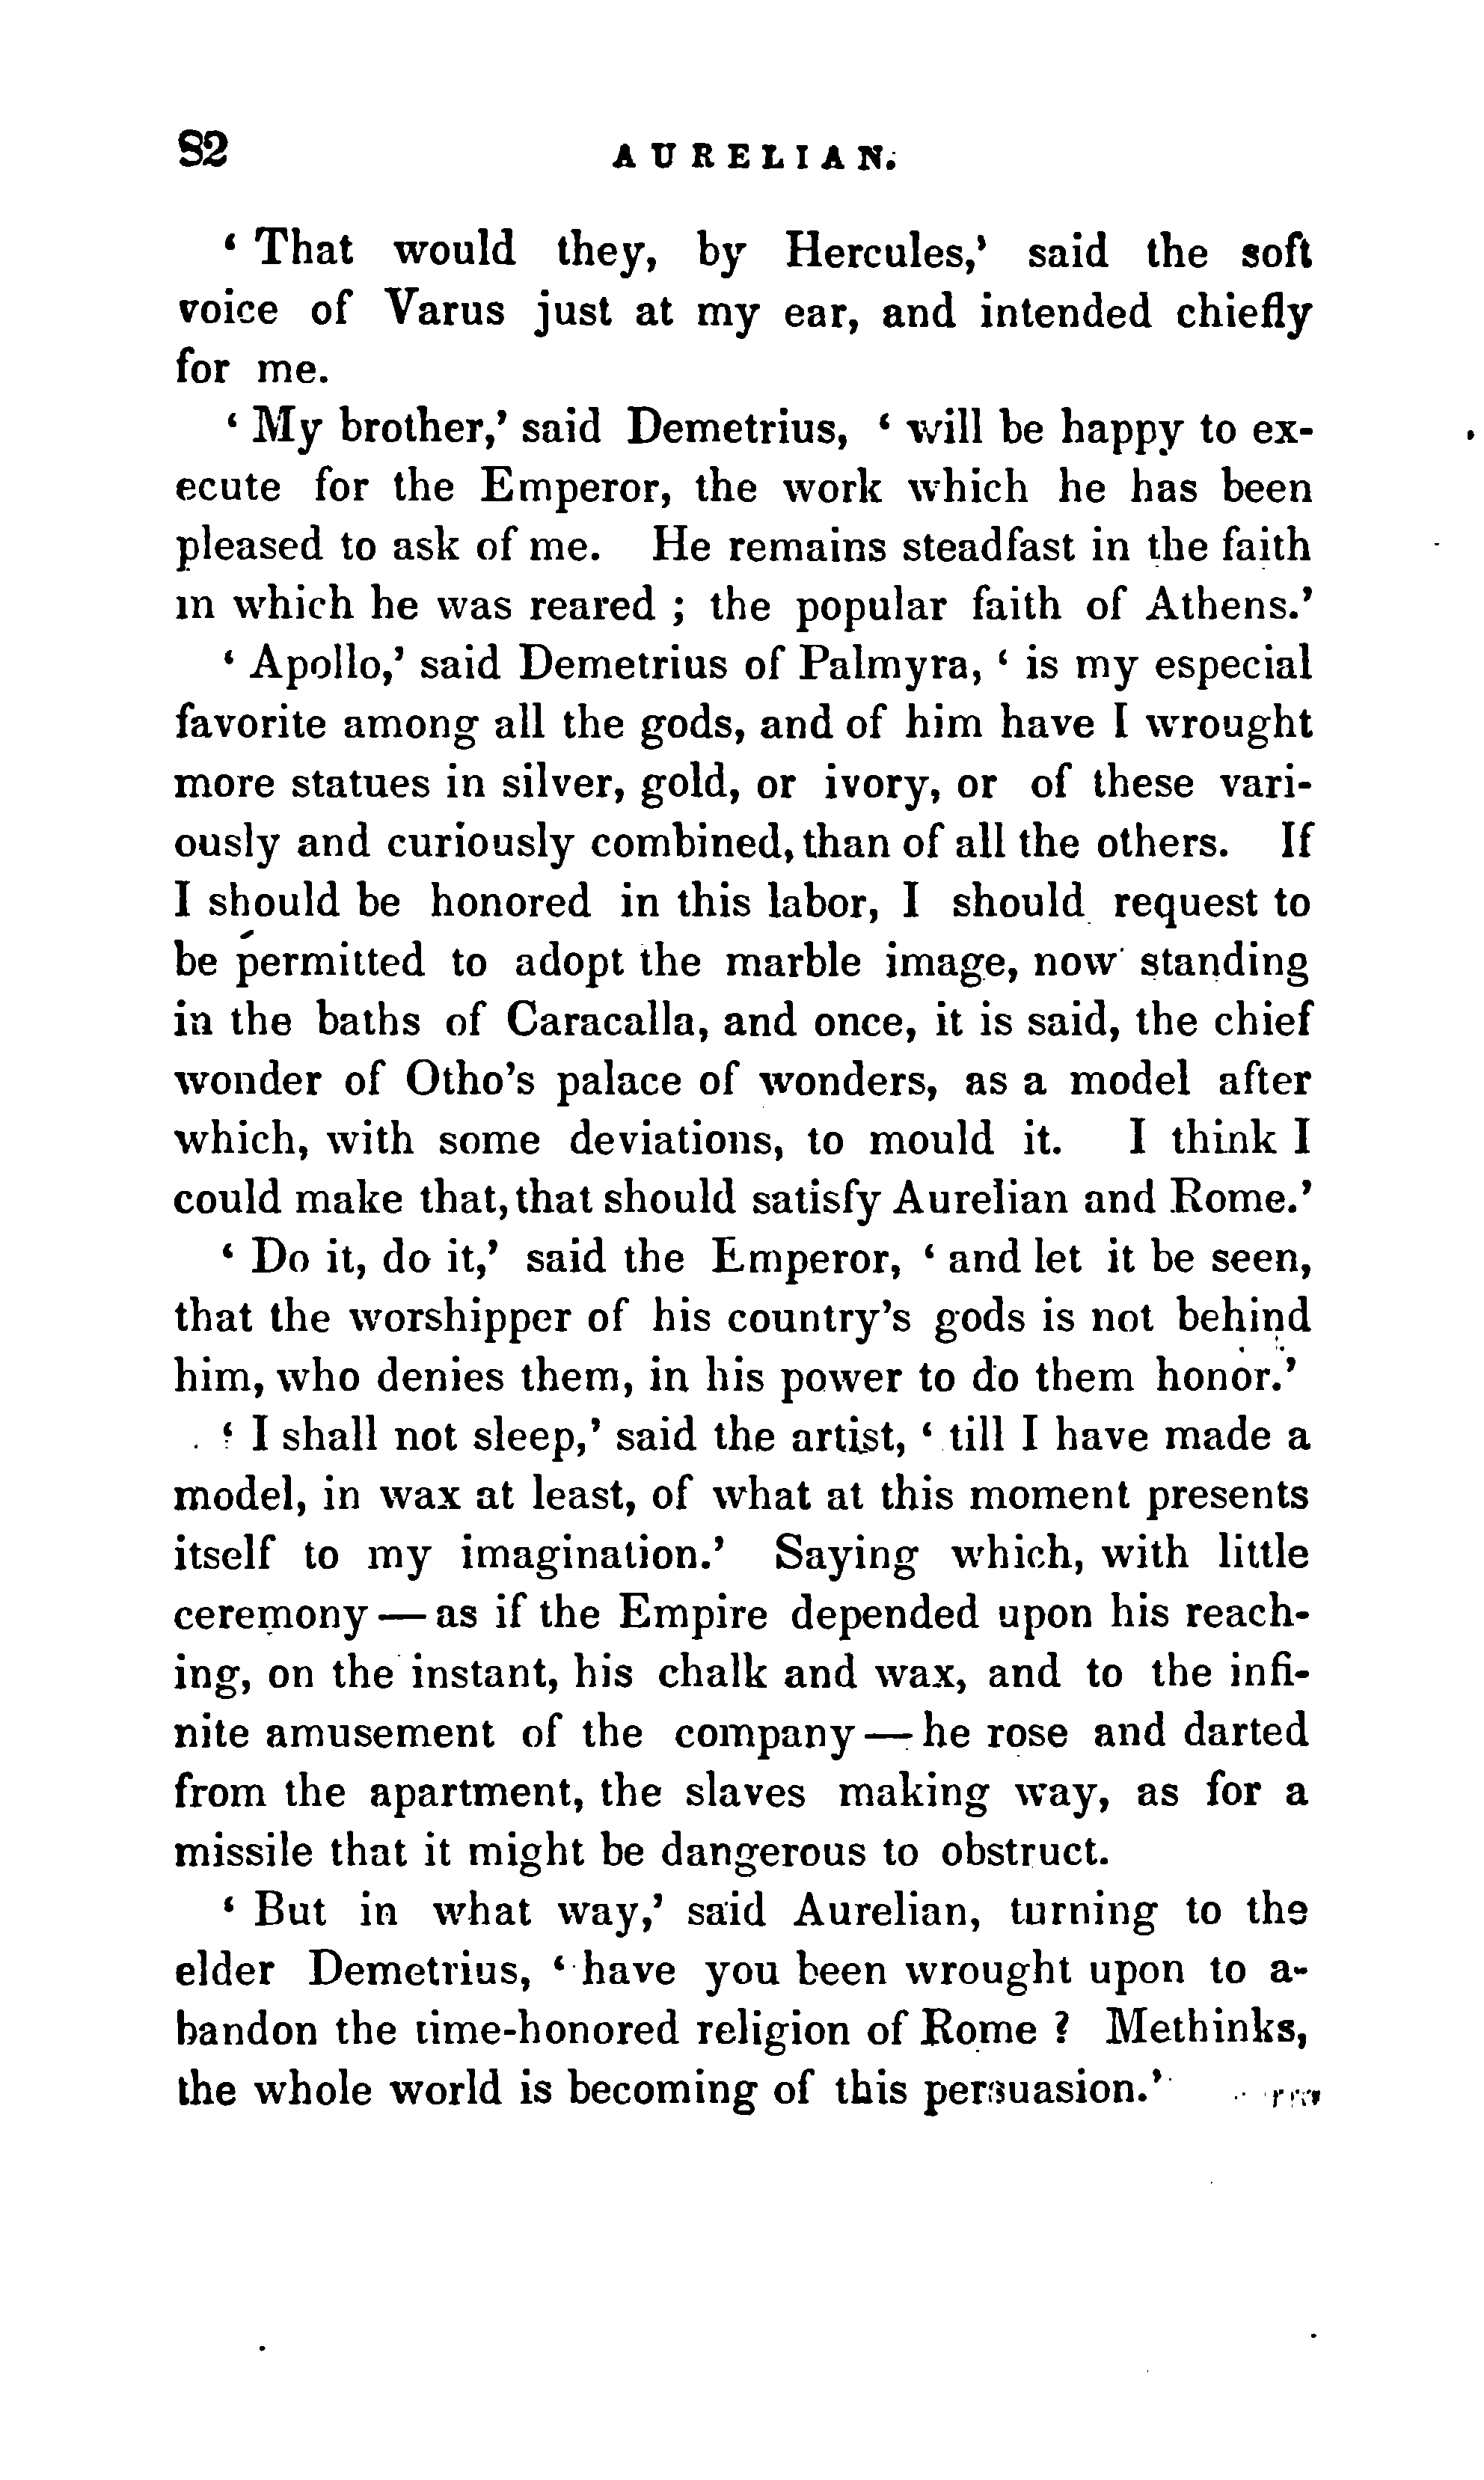 82 AURELIAN.
‘ That would they, by Hercules,’ said the soft
voice of Varus just at my ear, and intended chiefly
for me.
‘ My brother,’ said Demetrius, ‘ will be happy to ex-
ecute for the Emperor, the work which he has been
pleased to ask of me. He remains steadfast in the faith
in which he was reared ; the popular faith of Athens.’
‘ Apollo,’ said Demetrius of Palmyra, ‘ is my especial
favorite among all the gods, and of him have I wrought
more statues in silver, gold, or ivory, or of these vari-
ously and curiously combined, than of all the others. If
I should be honored in this labor, I should request to
be permitted to adopt the marble image, now standing
in the baths of Caracalla, and once, it is said, the chief
wonder of Otho’s palace of wonders, as a model after
which, with some deviations, to mould it. I think I
could make that, that should satisfy Aurelian and Rome.’
‘ Do it, do it,’ said the Emperor, ‘ and let it be seen,
that the worshipper of his country’s gods is not behind
him, who denies them, in his power to do them honor.’
‘ I shall not sleep,’ said the artist, ‘ till I have made a
model, in wax at least, of what at this moment presents
itself to my imagination.’ Saying which, with little
ceremony — as if the Empire depended upon his reach-
ing, on the instant, his chalk and wax, and to the infi-
nite amusement of the company — he rose and darted
from the apartment, the slaves making way, as for a
missile that it might be dangerous to obstruct.
‘ But in what way,’ said Aurelian, turning to the
elder Demetrius, ‘ have you been wrought upon to a-
bandon the time-honored religion of Rome ? Methinks,
the whole world is becoming of this persuasion.’